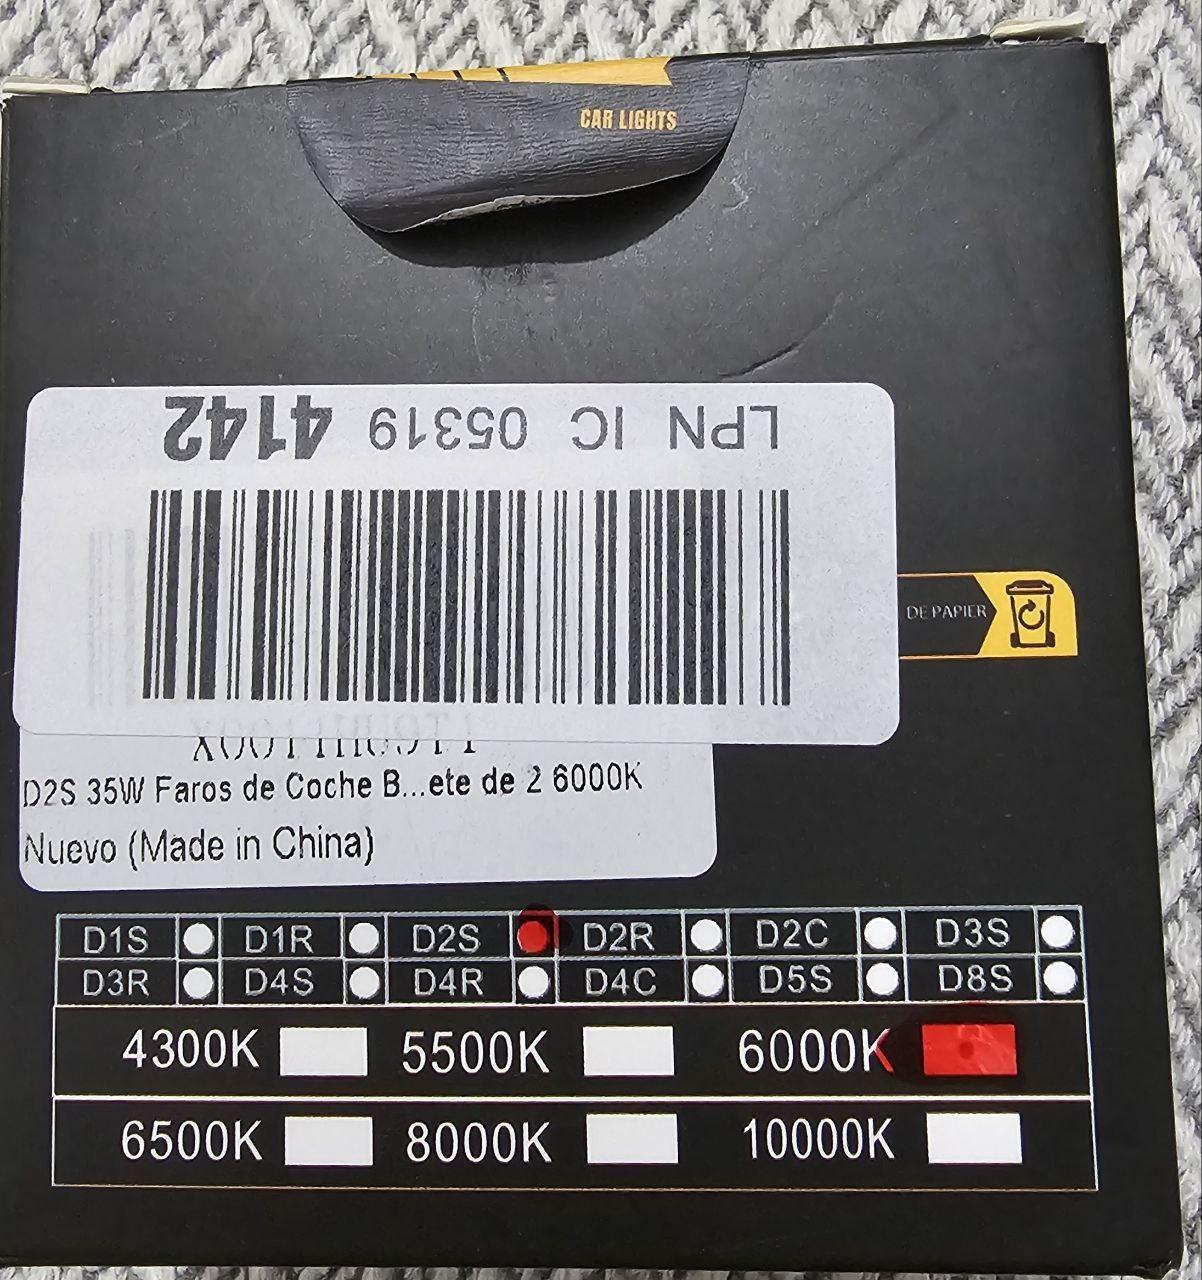 CAR LIGHTS
LPN IC 05319 4142
DE PAPIER
D2S 35W Faros de Coche B...ete de 2 6000K
Nuevo (Made in China)
D1S D1R D2S D2R D2C D3S
D3R D4S D4R D4C D5S D8S
4300K 5500K 6000K
6500K 8000K 10000K